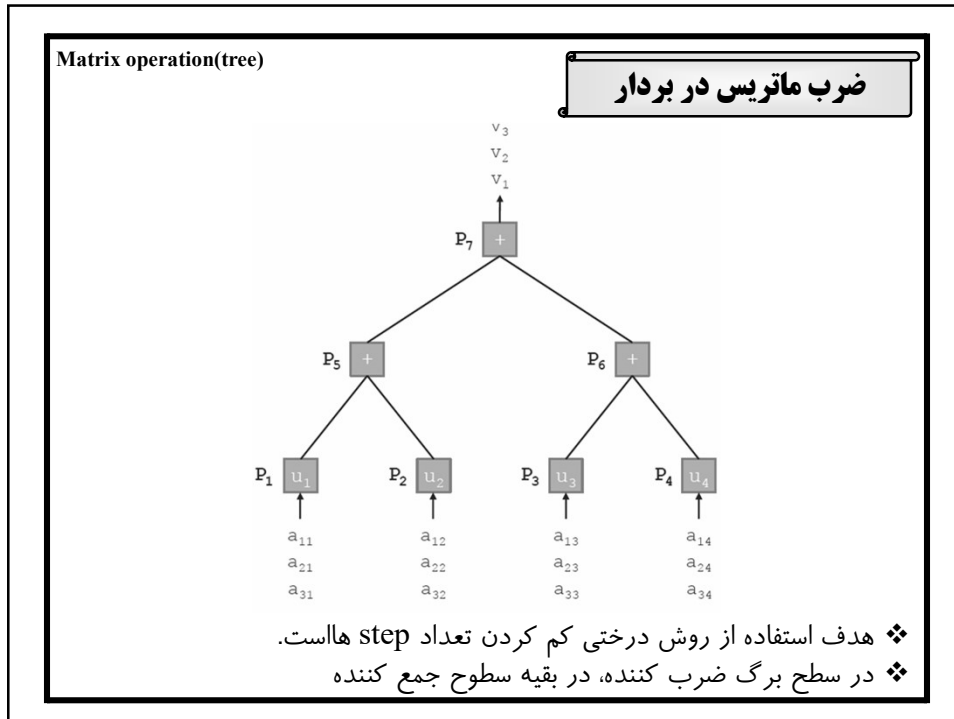 Matrix operation(tree)
ضرب ماتریس در بردار
v₃
v₂
v₁
P₇ +
P₅ + P₆ +
P₁ u₁ P₂ u₂ P₃ u₃ P₄ u₄
a₁₁ a₁₂ a₁₃ a₁₄
a₂₁ a₂₂ a₂₃ a₂₄
a₃₁ a₃₂ a₃₃ a₃₄
❖ هدف استفاده از روش درختی کم کردن تعداد step هااست.
❖ در سطح برگ ضرب کننده، در بقیه سطوح جمع کننده